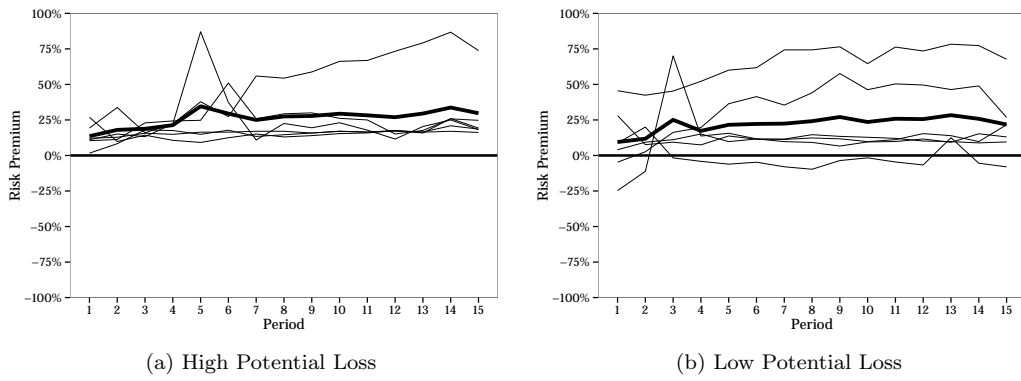 100%
75%
50%
25%
0%
−25%
−50%
−75%
−100%
Risk Premium
1 2 3 4 5 6 7 8 9 10 11 12 13 14 15
Period
(a) High Potential Loss
100%
75%
50%
25%
0%
−25%
−50%
−75%
−100%
Risk Premium
1 2 3 4 5 6 7 8 9 10 11 12 13 14 15
Period
(b) Low Potential Loss